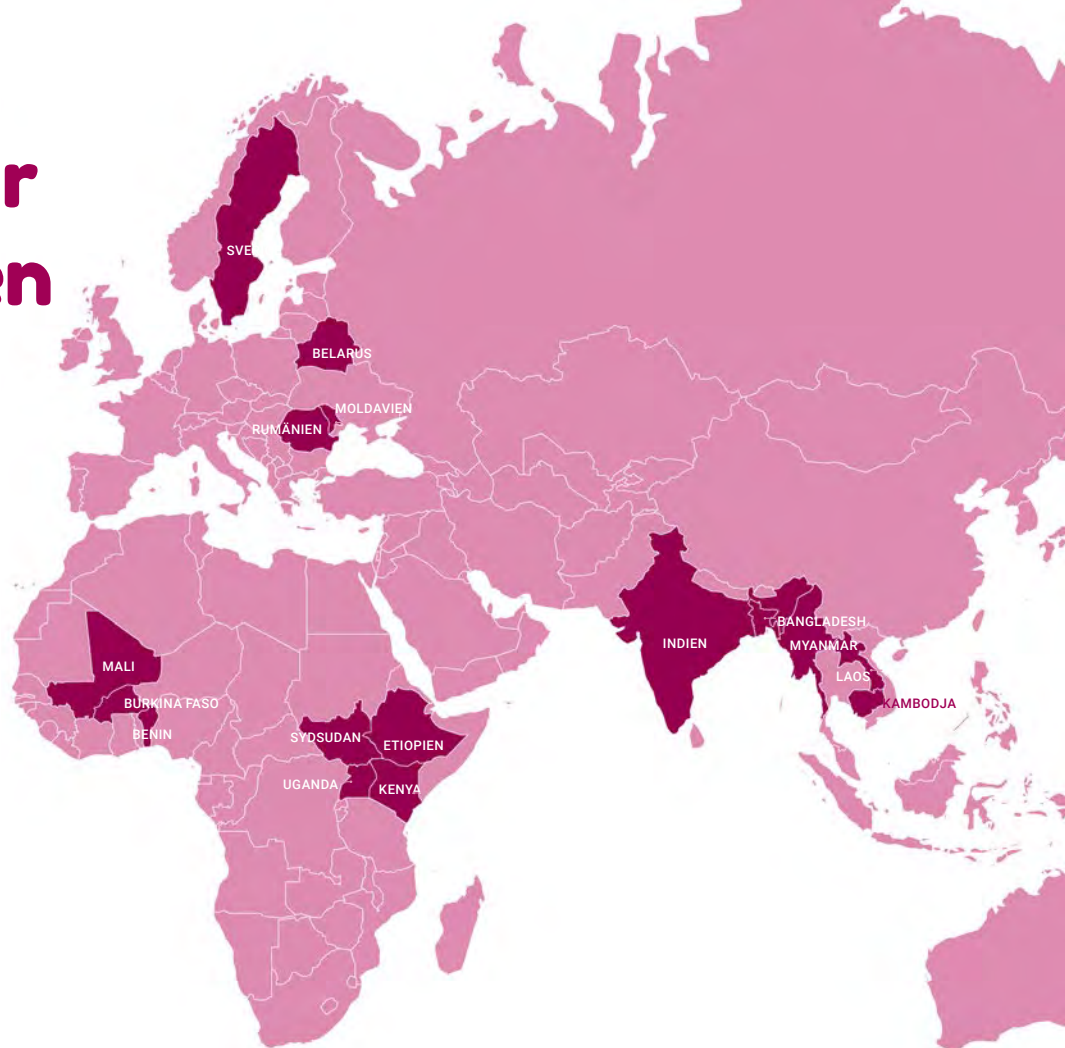 r
en
SVE
BELARUS
MOLDAVIEN
RUMÄNIEN
INDIEN
BANGLADESH
MYANMAR
LAOS
KAMBODJA
MALI
BURKINA FASO
BENIN
SYDSUDAN
ETIOPIEN
UGANDA
KENYA